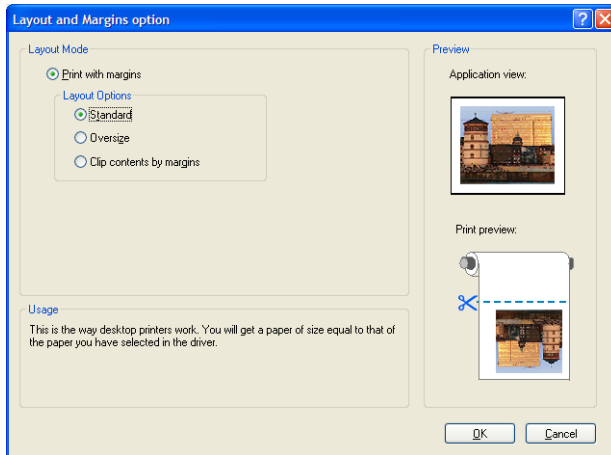 Layout and Margins option
Layout Mode
Print with margins
Layout Options
Standard
Oversize
Clip contents by margins
Usage
This is the way desktop printers work. You will get a paper of size equal to that of
the paper you have selected in the driver.
Preview
Application view:
Print preview:
OK
Cancel